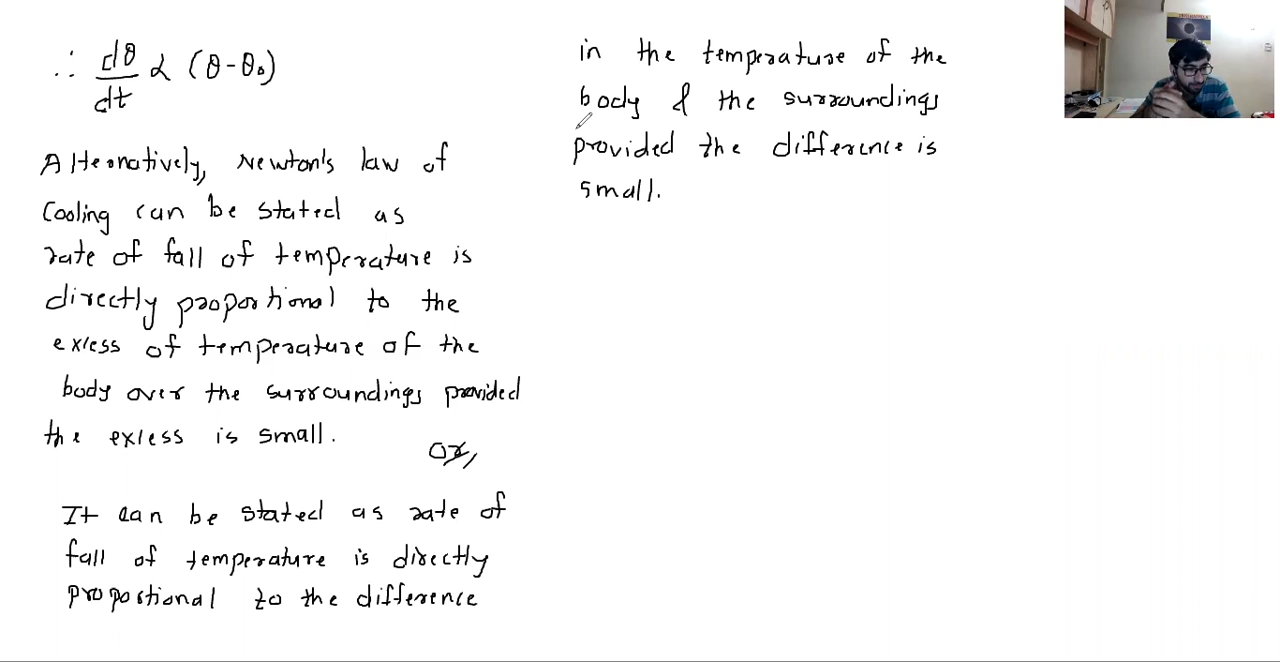 ∴ dθ/dt ∝ (θ-θ₀)
Alternatively, Newton's law of
Cooling can be stated as
rate of fall of temperature is
directly proportional to the
excess of temperature of the
body over the surroundings provided
the excess is small.
Or,
It can be stated as rate of
fall of temperature is directly
proportional to the difference
in the temperature of the
body & the surroundings
provided the difference is
small.